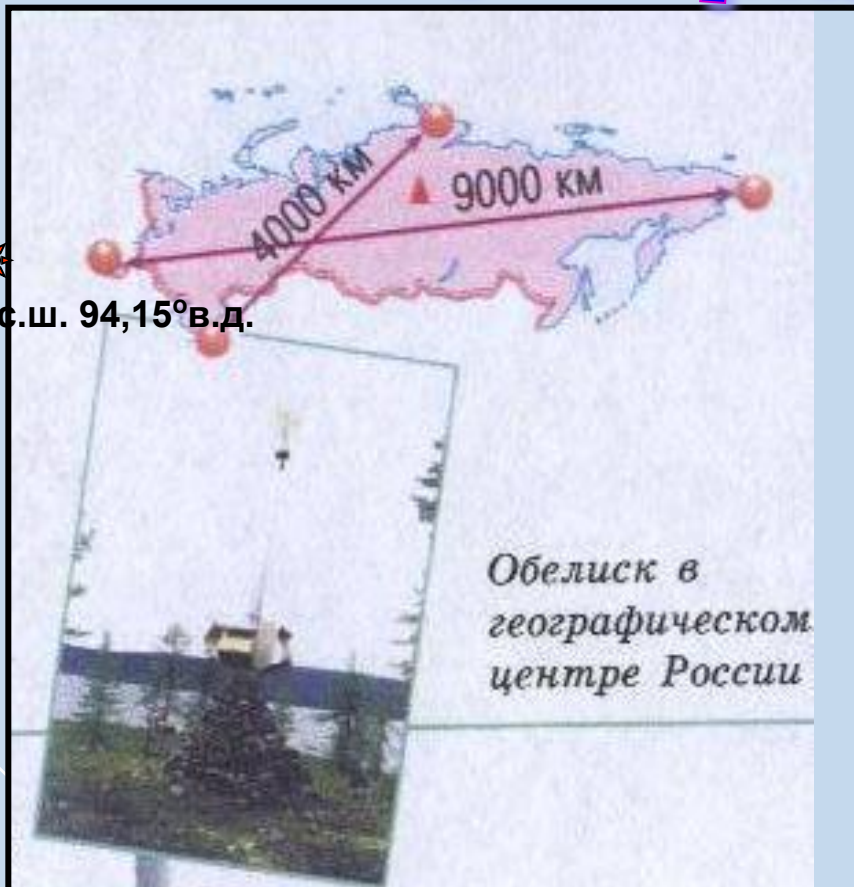 4000 км
9000 км
с.ш. 94,15ºв.д.
Обелиск в
географическом
центре России